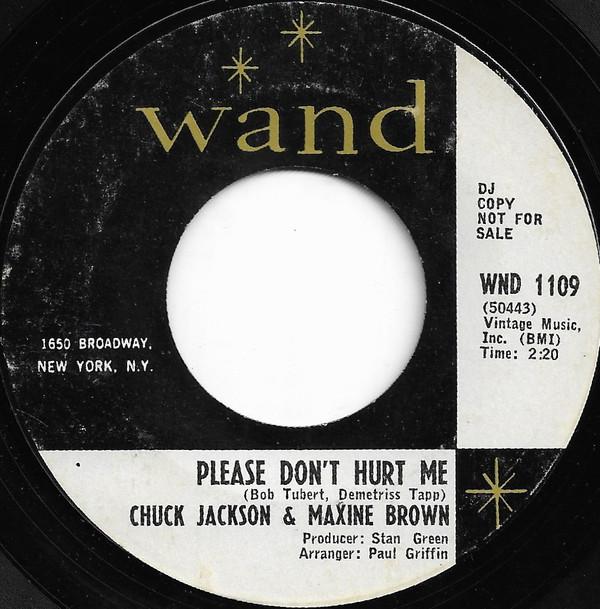 wand
DJ
COPY
NOT FOR
SALE
WND 1109
(50443)
Vintage Music,
Inc. (BMI)
Time: 2:20
1650 BROADWAY,
NEW YORK, N.Y.
PLEASE DON'T HURT ME
(Bob Tubert, Demetriss Tapp)
CHUCK JACKSON & MAXINE BROWN
Producer: Stan Green
Arranger: Paul Griffin